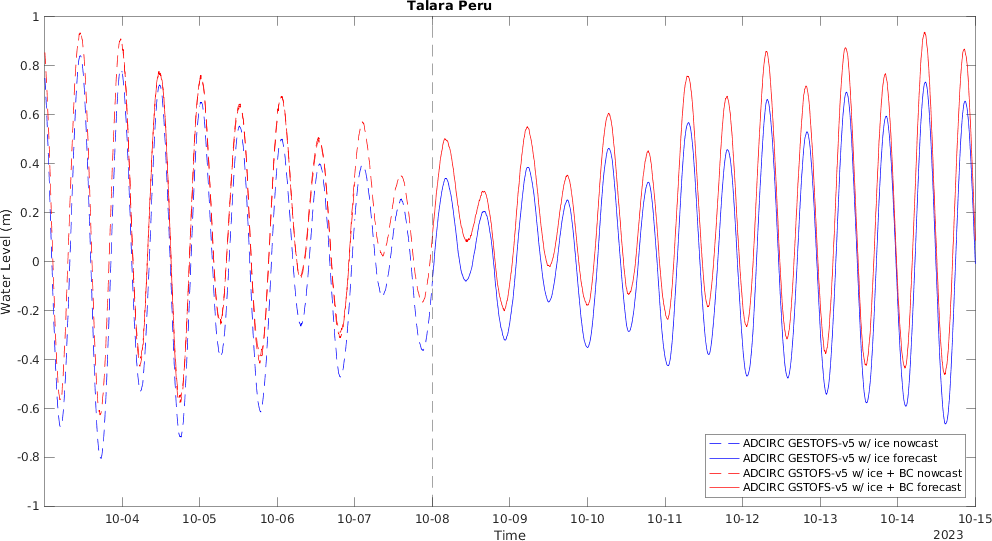 Talara Peru
Water Level (m)
1
0.8
0.6
0.4
0.2
0
-0.2
-0.4
-0.6
-0.8
-1
ADCIRC GESTOFS-v5 w/ ice nowcast
ADCIRC GESTOFS-v5 w/ ice forecast
ADCIRC GSTOFS-v5 w/ ice + BC nowcast
ADCIRC GSTOFS-v5 w/ ice + BC forecast
10-04 10-05 10-06 10-07 10-08 10-09 10-10 10-11 10-12 10-13 10-14 10-15
Time
2023